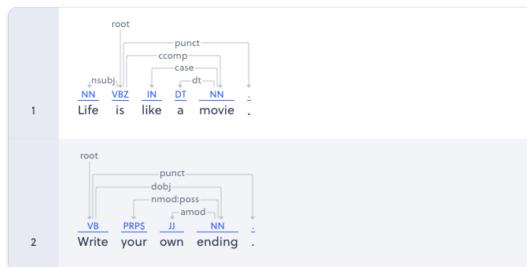 root
punct
ccomp
case
nsubj dt
NN VBZ IN DT NN .
1 Life is like a movie .
root
punct
dobj
nmod:poss
amod
VB PRP$ JJ NN .
2 Write your own ending .